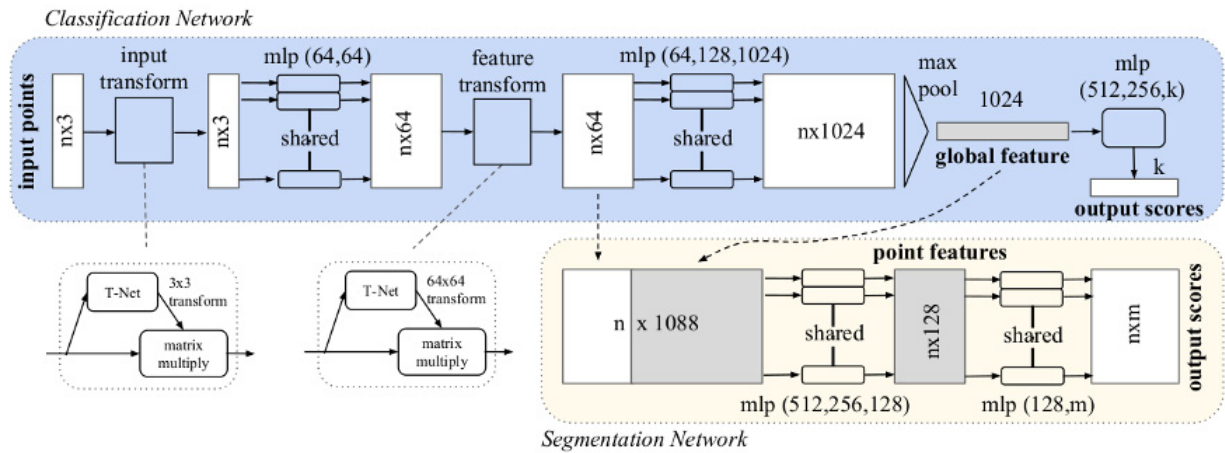 Classification Network
input points
nx3
input
transform
nx3
mlp (64,64)
shared
nx64
feature
transform
nx64
mlp (64,128,1024)
shared
nx1024
max
pool
1024
global feature
mlp
(512,256,k)
k
output scores
T-Net
3x3
transform
matrix
multiply
T-Net
64x64
transform
matrix
multiply
point features
n x 1088
shared
mlp (512,256,128)
nx128
shared
mlp (128,m)
nxm
output scores
Segmentation Network